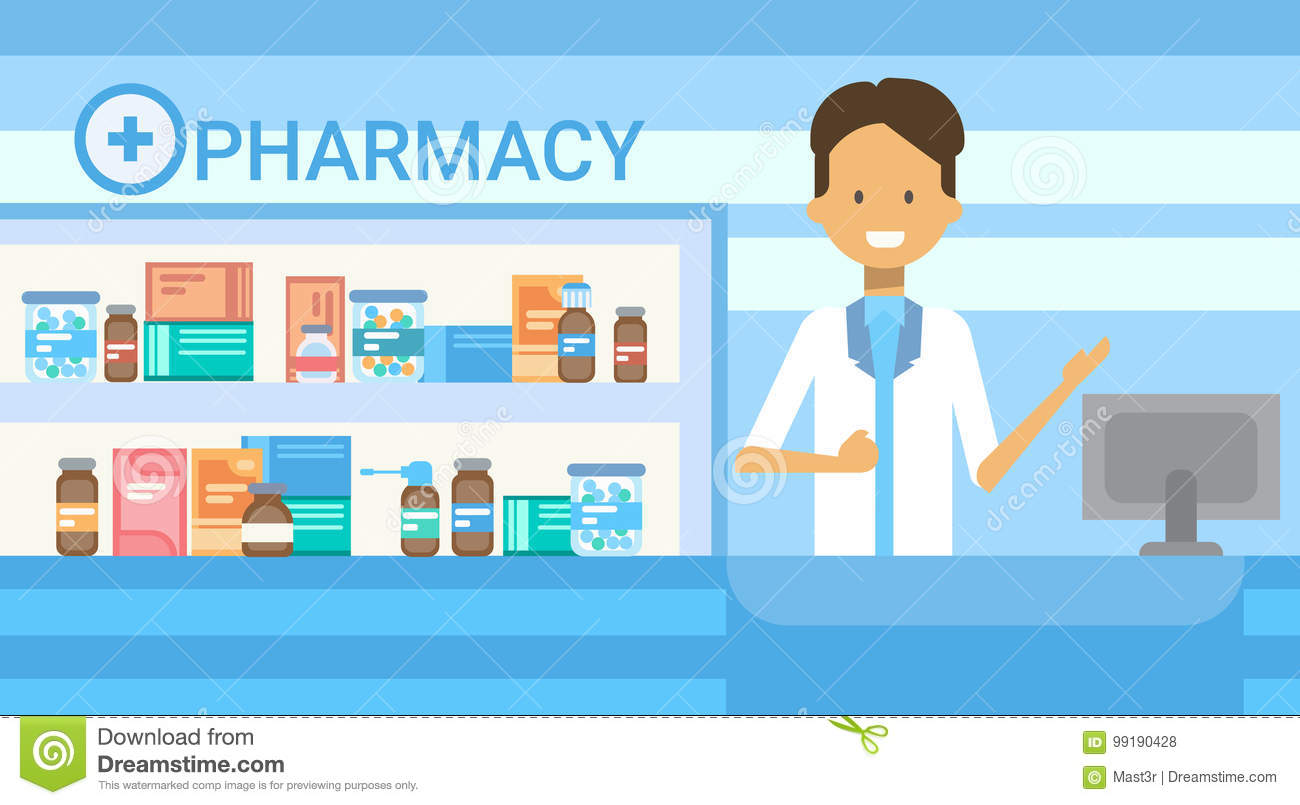 PHARMACY
Download from
Dreamstime.com
This watermarked comp image is for previewing purposes only.
ID 99190428
© Mast3r | Dreamstime.com